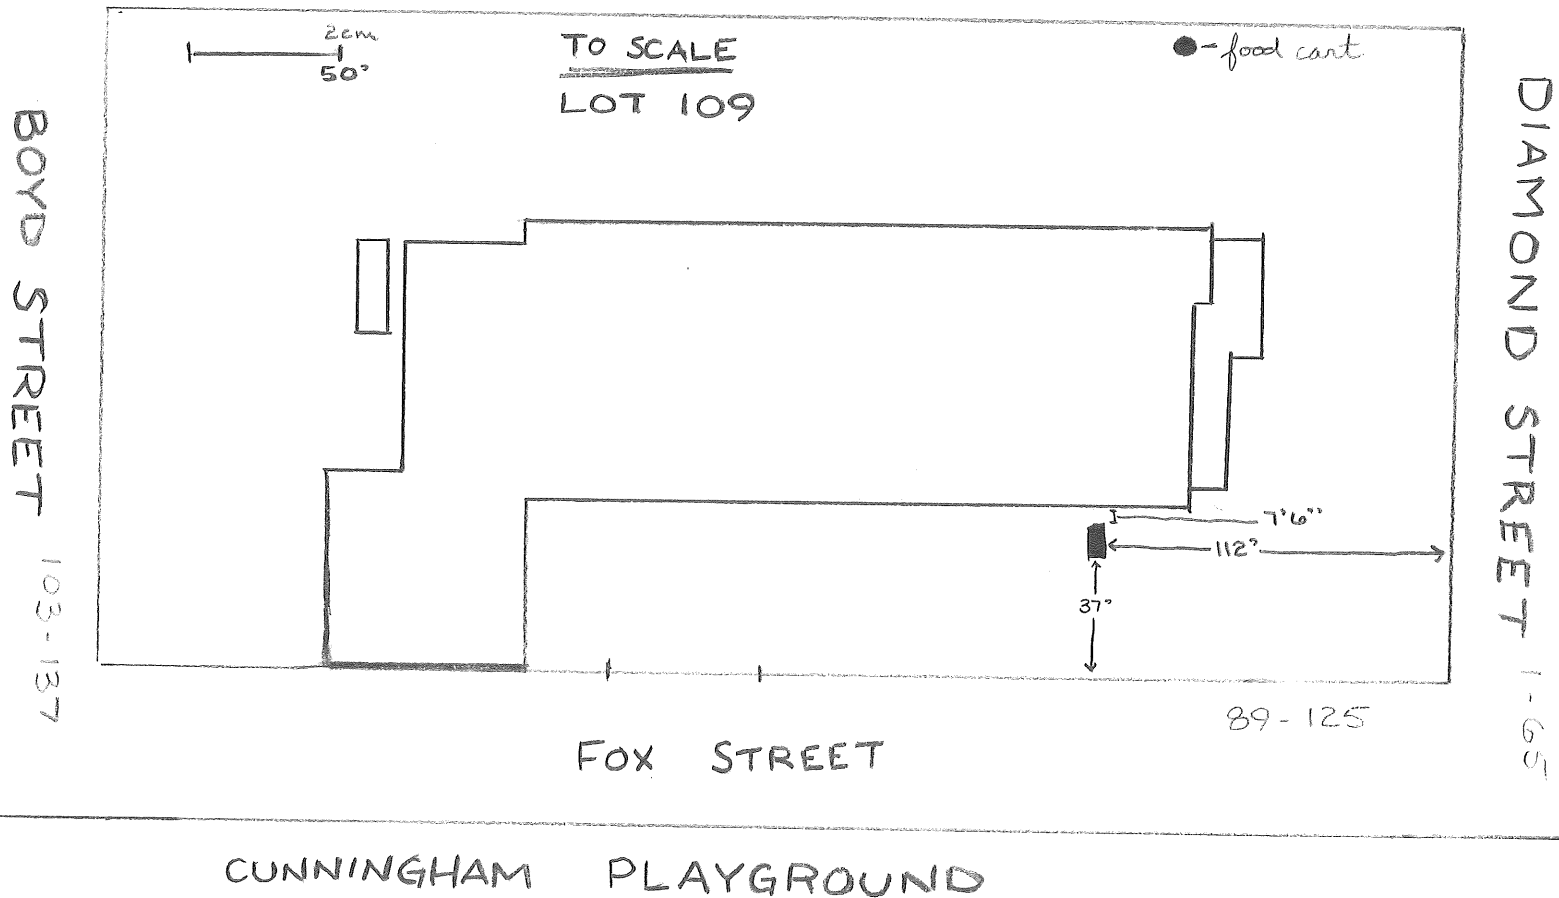 2cm
50'
TO SCALE
LOT 109
- food cart
BOYD STREET 103-137
DIAMOND STREET 1-65
7'6"
112'
37'
89-125
FOX STREET
CUNNINGHAM PLAYGROUND